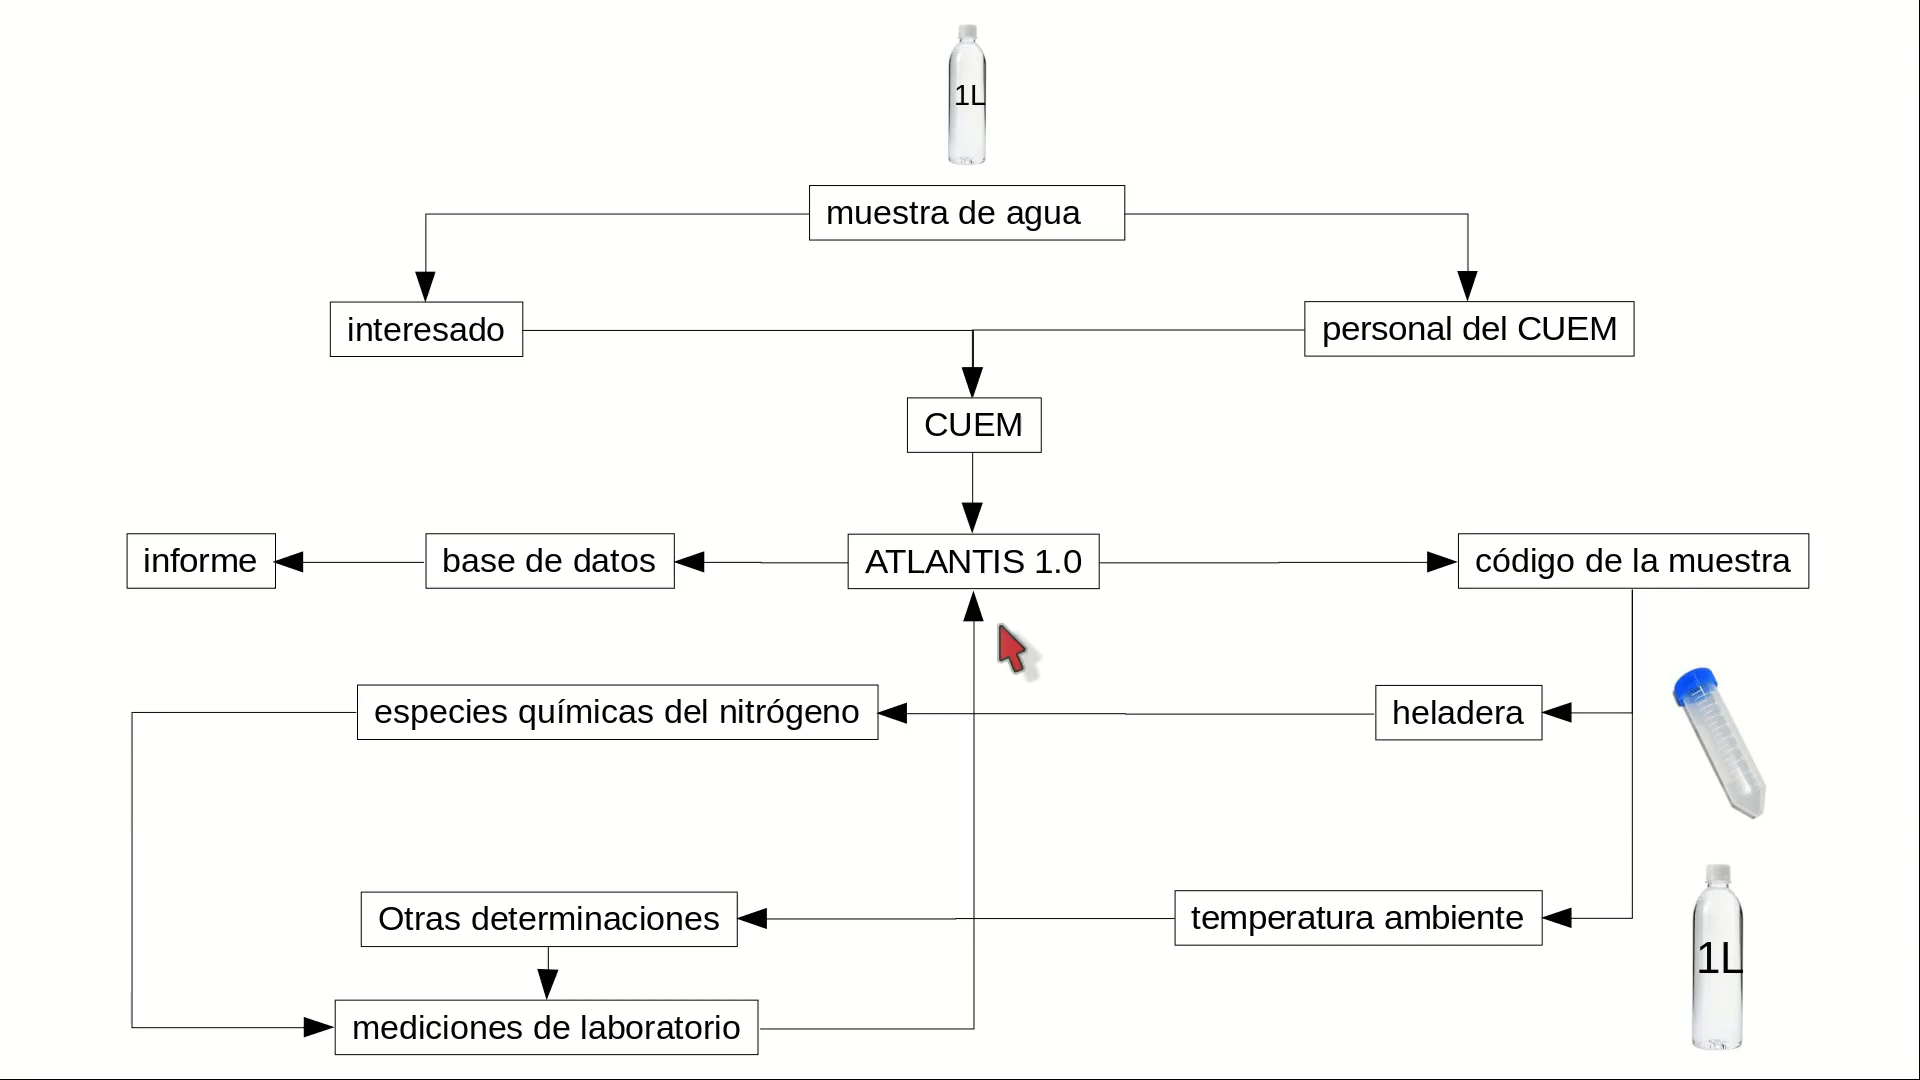 1L
muestra de agua
interesado
personal del CUEM
CUEM
informe
base de datos
ATLANTIS 1.0
código de la muestra
especies químicas del nitrógeno
heladera
Otras determinaciones
temperatura ambiente
1L
mediciones de laboratorio